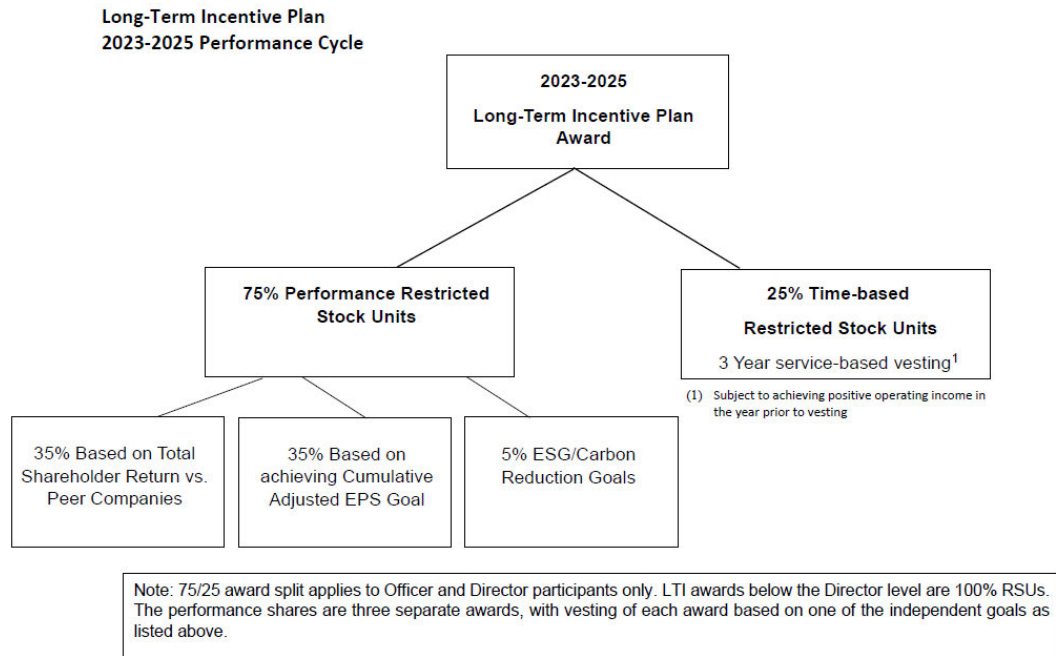 Long-Term Incentive Plan
2023-2025 Performance Cycle
2023-2025
Long-Term Incentive Plan
Award
75% Performance Restricted
Stock Units
25% Time-based
Restricted Stock Units
3 Year service-based vesting¹
(1) Subject to achieving positive operating income in
the year prior to vesting
35% Based on Total
Shareholder Return vs.
Peer Companies
35% Based on
achieving Cumulative
Adjusted EPS Goal
5% ESG/Carbon
Reduction Goals
Note: 75/25 award split applies to Officer and Director participants only. LTI awards below the Director level are 100% RSUs.
The performance shares are three separate awards, with vesting of each award based on one of the independent goals as
listed above.